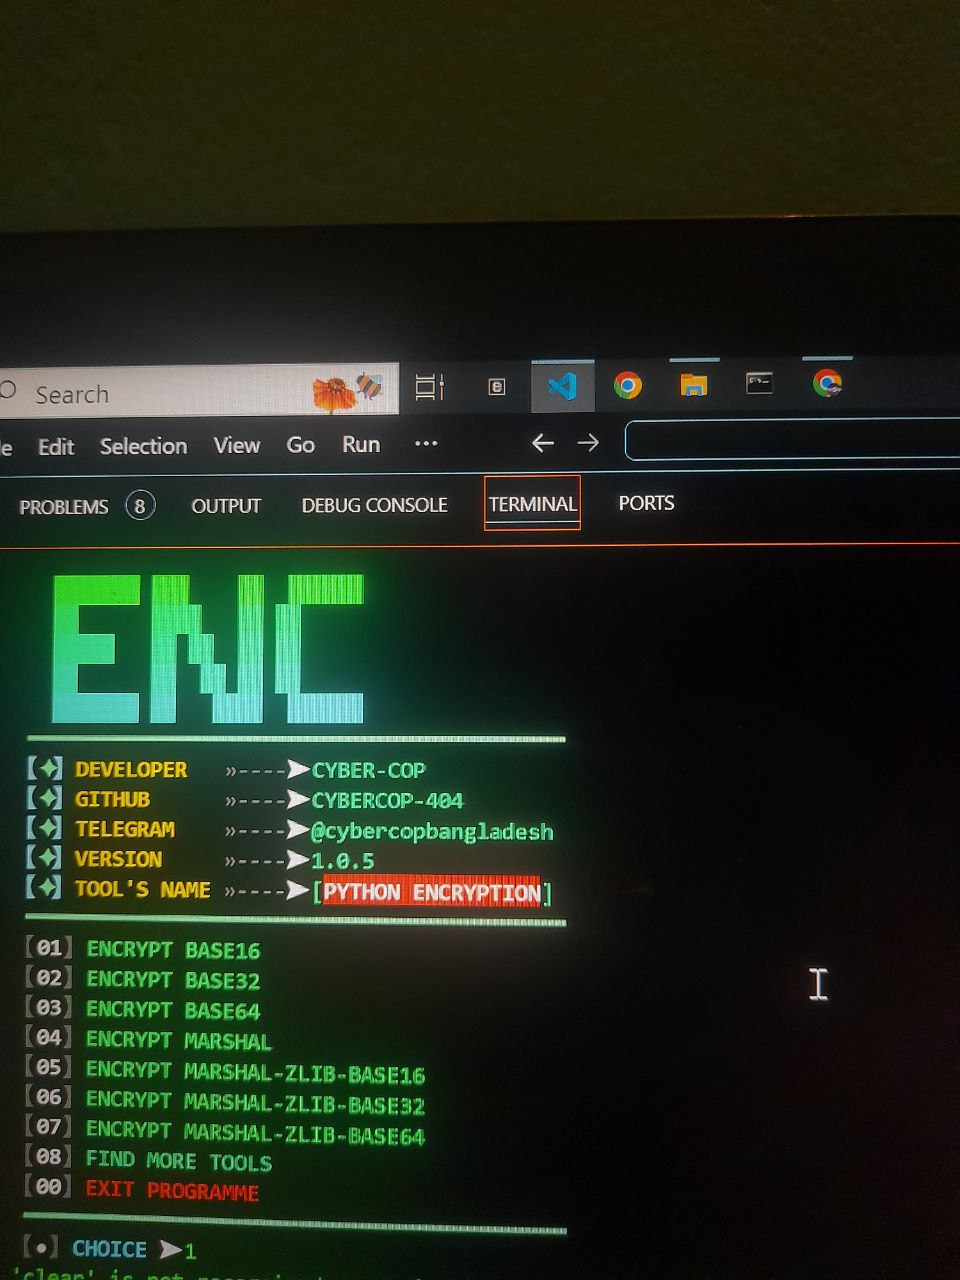 Search
Edit Selection View Go Run ...
PROBLEMS 8 OUTPUT DEBUG CONSOLE TERMINAL PORTS
ENC
[✦] DEVELOPER »----➤CYBER-COP
[✦] GITHUB »----➤CYBERCOP-404
[✦] TELEGRAM »----➤@cybercopbangladesh
[✦] VERSION »----➤1.0.5
[✦] TOOL'S NAME »----➤[PYTHON ENCRYPTION]
[01] ENCRYPT BASE16
[02] ENCRYPT BASE32
[03] ENCRYPT BASE64
[04] ENCRYPT MARSHAL
[05] ENCRYPT MARSHAL-ZLIB-BASE16
[06] ENCRYPT MARSHAL-ZLIB-BASE32
[07] ENCRYPT MARSHAL-ZLIB-BASE64
[08] FIND MORE TOOLS
[00] EXIT PROGRAMME
[●] CHOICE ➤1
'clear' is not